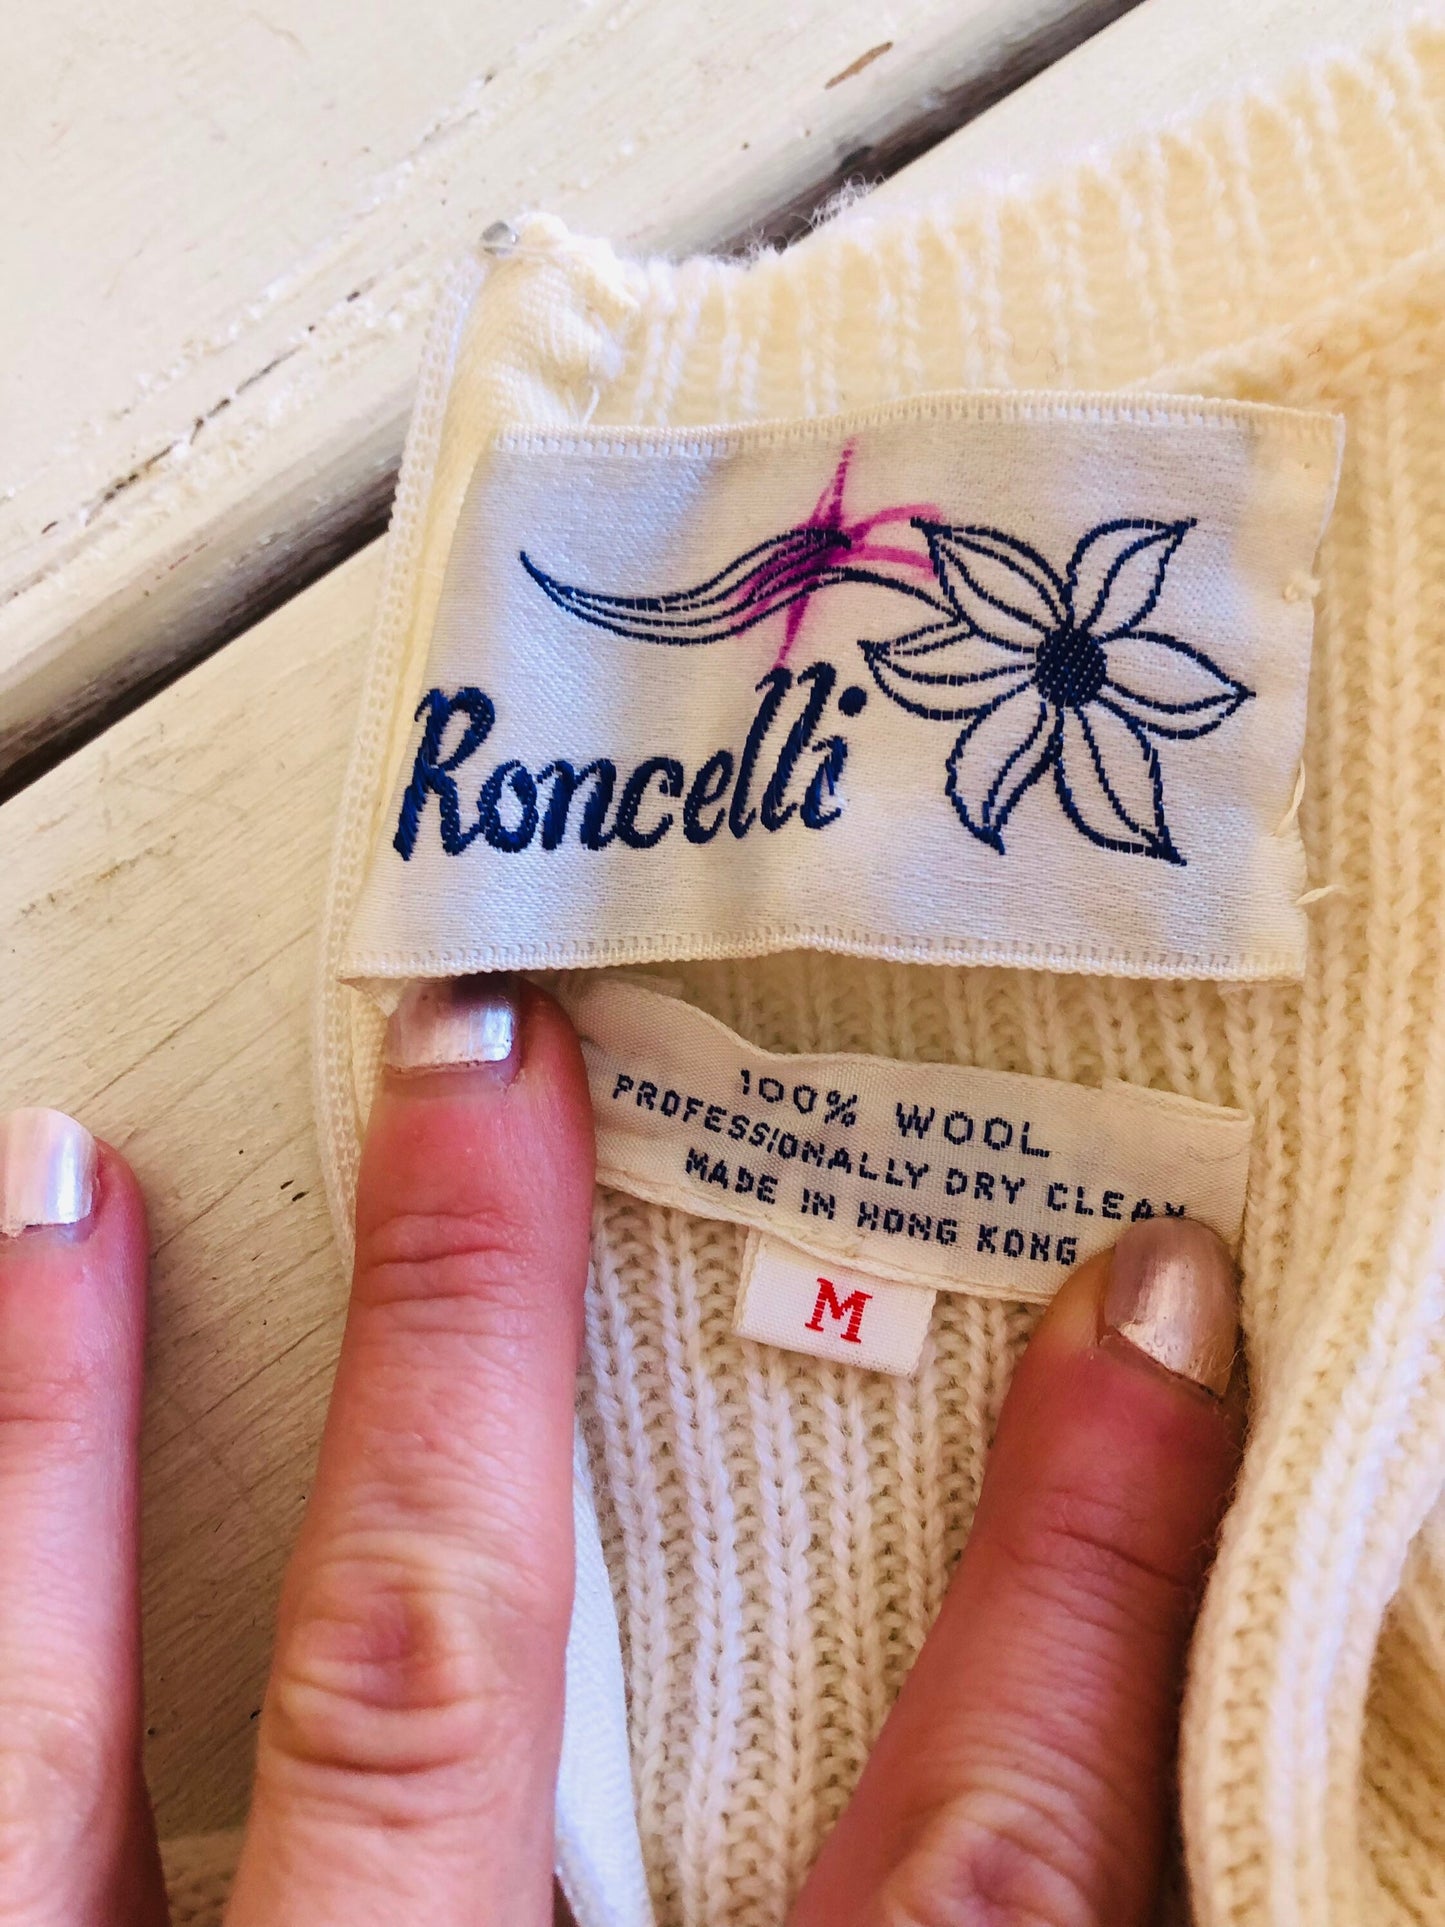 Roncelli
100% WOOL
PROFESSIONALLY DRY CLEAN
MADE IN HONG KONG
M